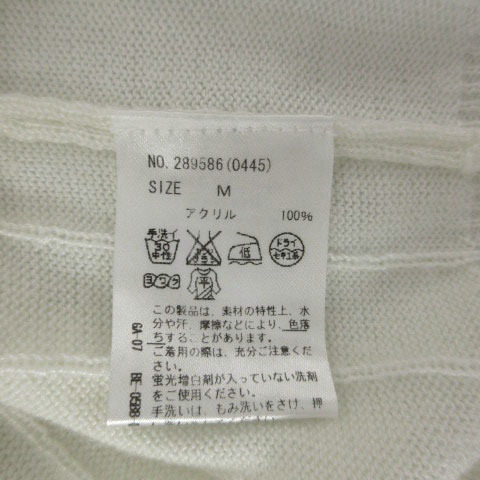 NO. 289586(0445)
SIZE M
アクリル 100%
手洗イ 30 中性 低 ドライ セキユ系
ヨワク 平
この製品は、素材の特性上、水
分や汗、摩擦などにより、色落
ちすることがあります。
ご着用の際は、充分ご注意くだ
さい。
蛍光増白剤が入っていない洗剤
をご使用ください。
手洗いは、もみ洗いをさけ、押
GA-07